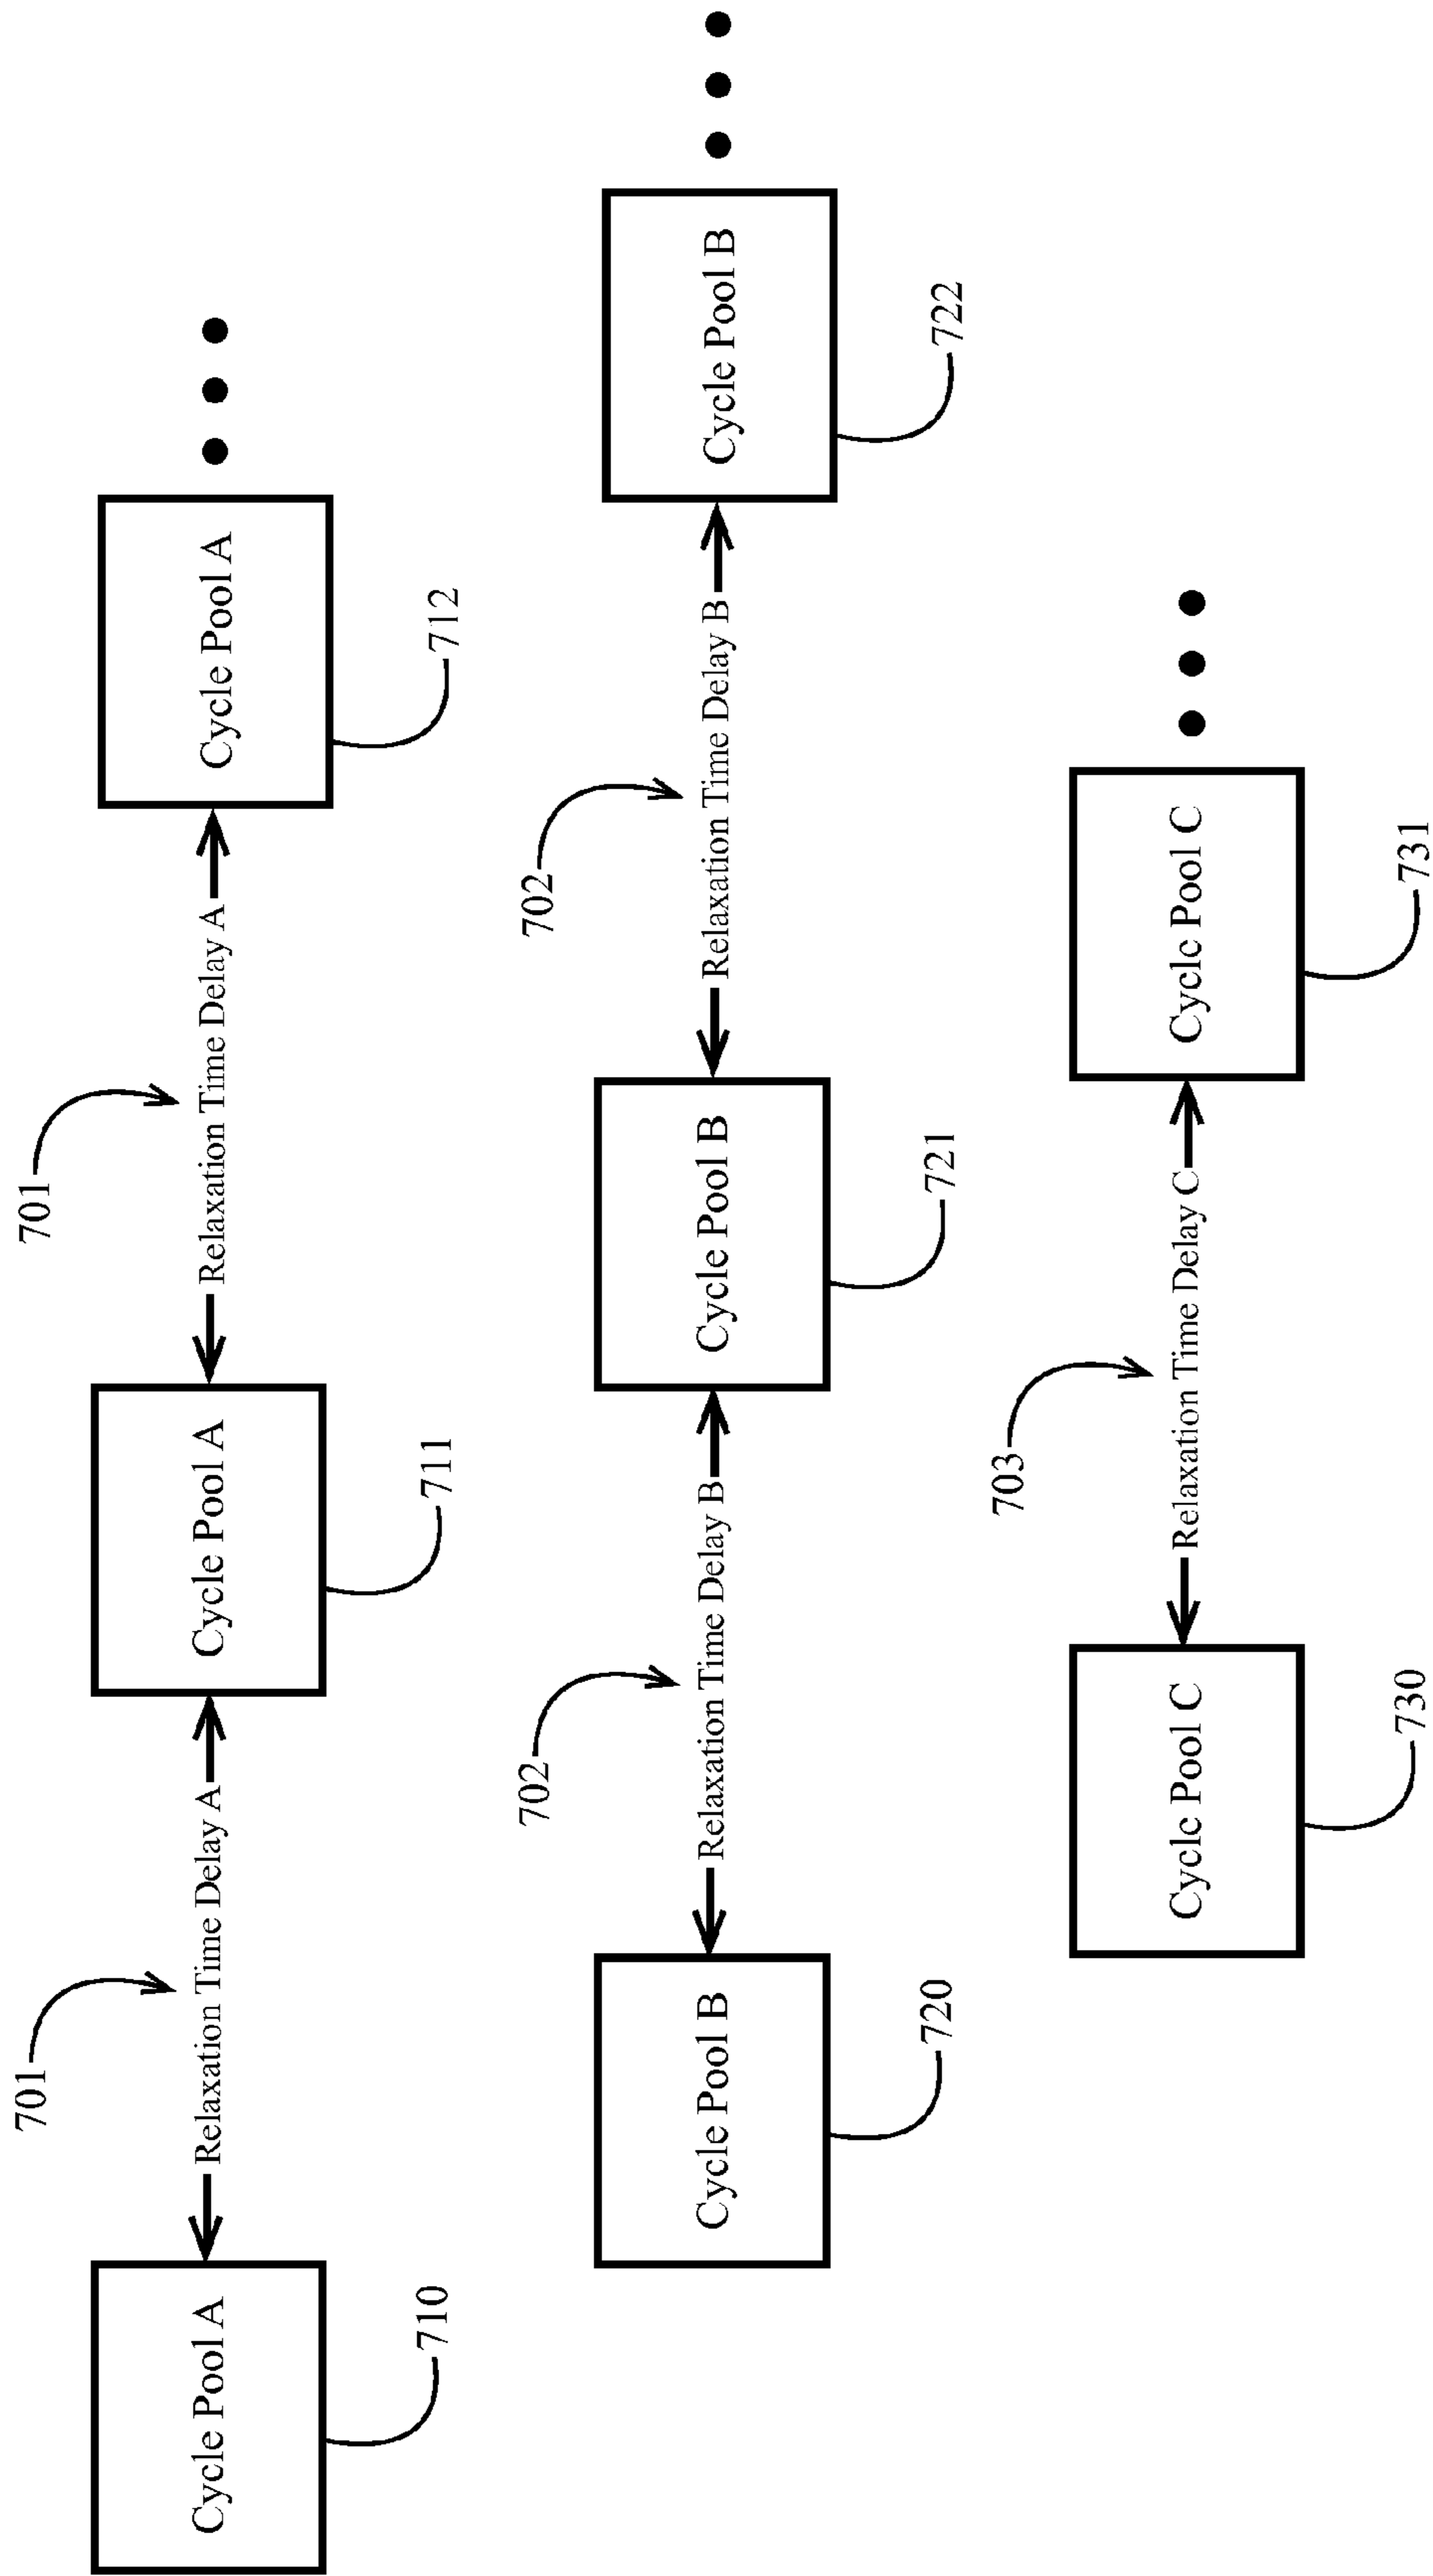 701
701
Cycle Pool A
Relaxation Time Delay A
Cycle Pool A
Relaxation Time Delay A
Cycle Pool A
710
711
712
702
702
Cycle Pool B
Relaxation Time Delay B
Cycle Pool B
Relaxation Time Delay B
Cycle Pool B
720
721
722
703
Cycle Pool C
Relaxation Time Delay C
Cycle Pool C
730
731